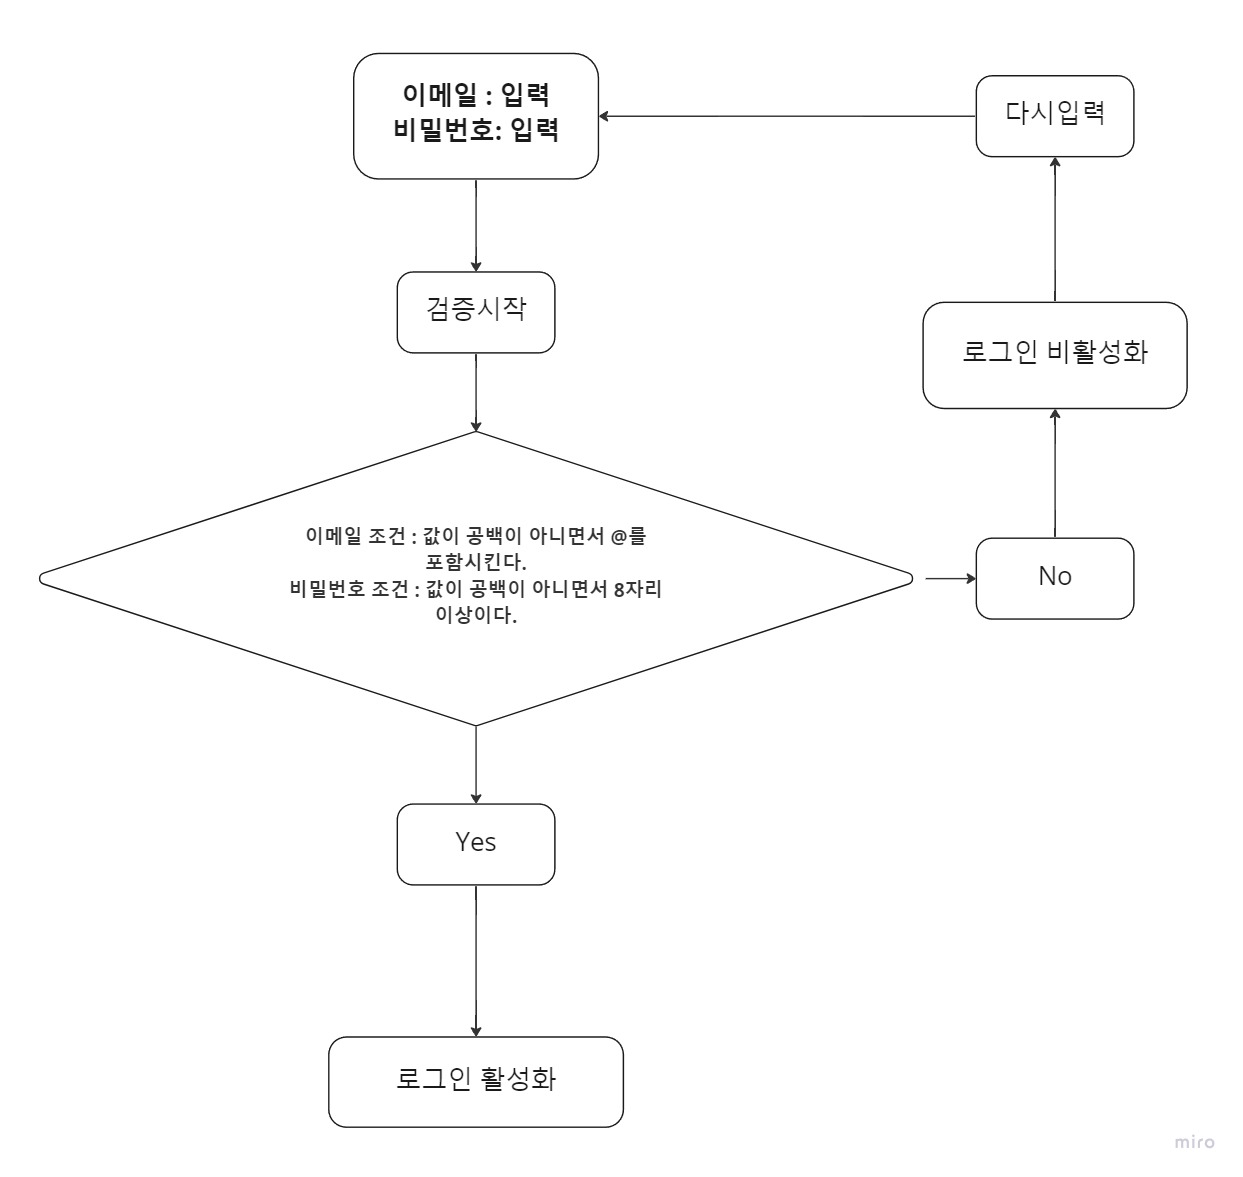 이메일 : 입력
비밀번호: 입력
다시입력
검증시작
로그인 비활성화
이메일 조건 : 값이 공백이 아니면서 @를
포함시킨다.
비밀번호 조건 : 값이 공백이 아니면서 8자리
이상이다.
No
Yes
로그인 활성화
miro